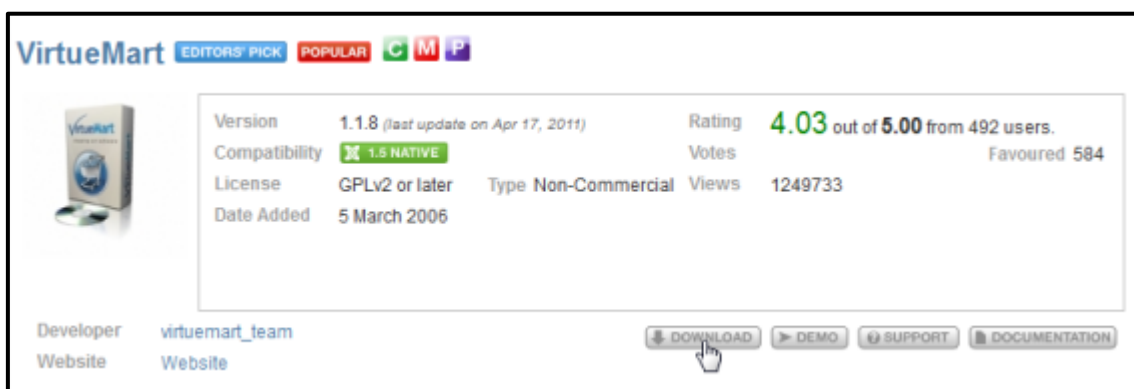 VirtueMart EDITORS' PICK POPULAR C M P
VirtueMart
Version 1.1.8 (last update on Apr 17, 2011) Rating 4.03 out of 5.00 from 492 users.
Compatibility 1.5 NATIVE Votes Favoured 584
License GPLv2 or later Type Non-Commercial Views 1249733
Date Added 5 March 2006
Developer virtuemart_team DOWNLOAD DEMO SUPPORT DOCUMENTATION
Website Website